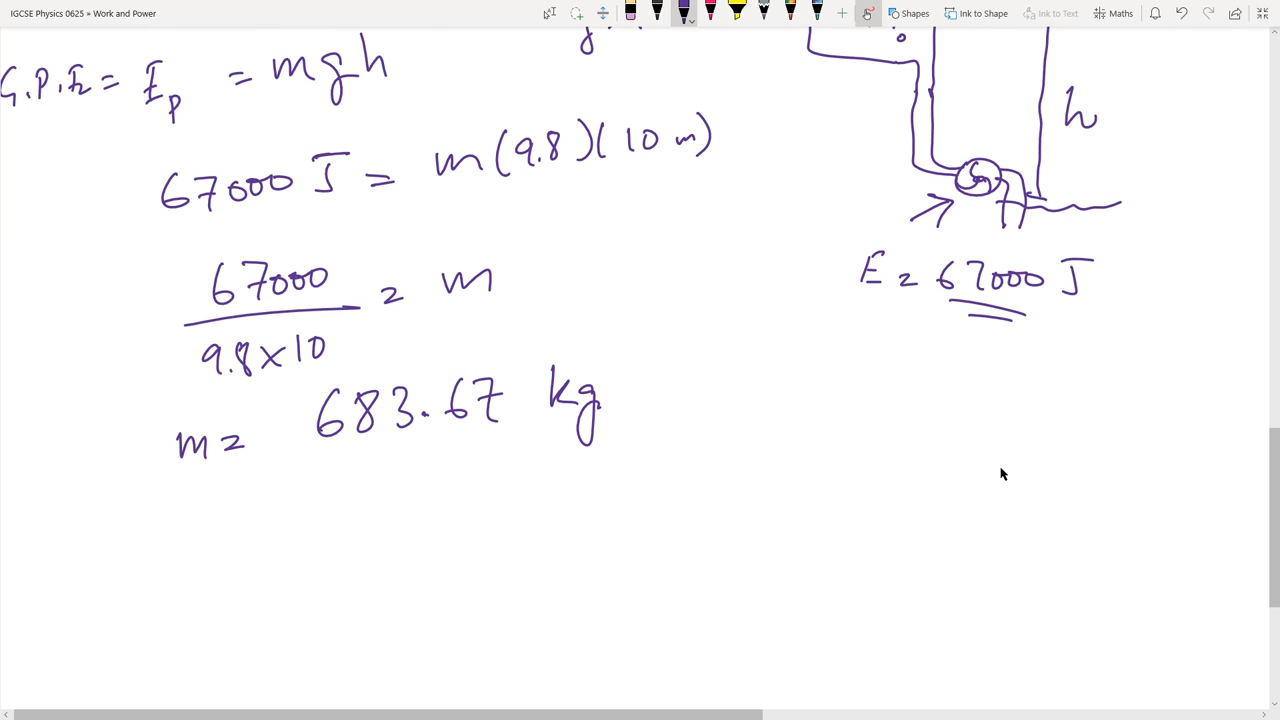 IGCSE Physics 0625 » Work and Power
Shapes
Ink to Shape
Ink to Text
Maths
G.P.E = Ep = mgh
h
67000 J = m(9.8)(10 m)
E = 67000 J
67000 / 9.8×10 = m
m = 683.67 kg